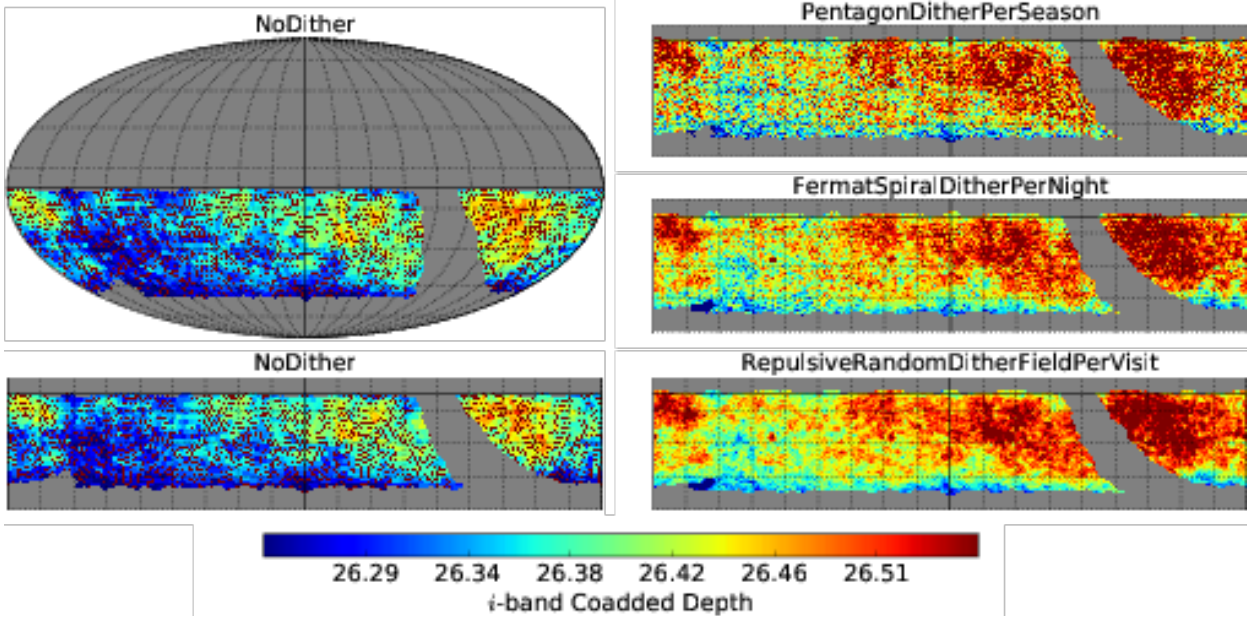 NoDither
PentagonDitherPerSeason
FermatSpiralDitherPerNight
NoDither
RepulsiveRandomDitherFieldPerVisit
26.29 26.34 26.38 26.42 26.46 26.51
i-band Coadded Depth